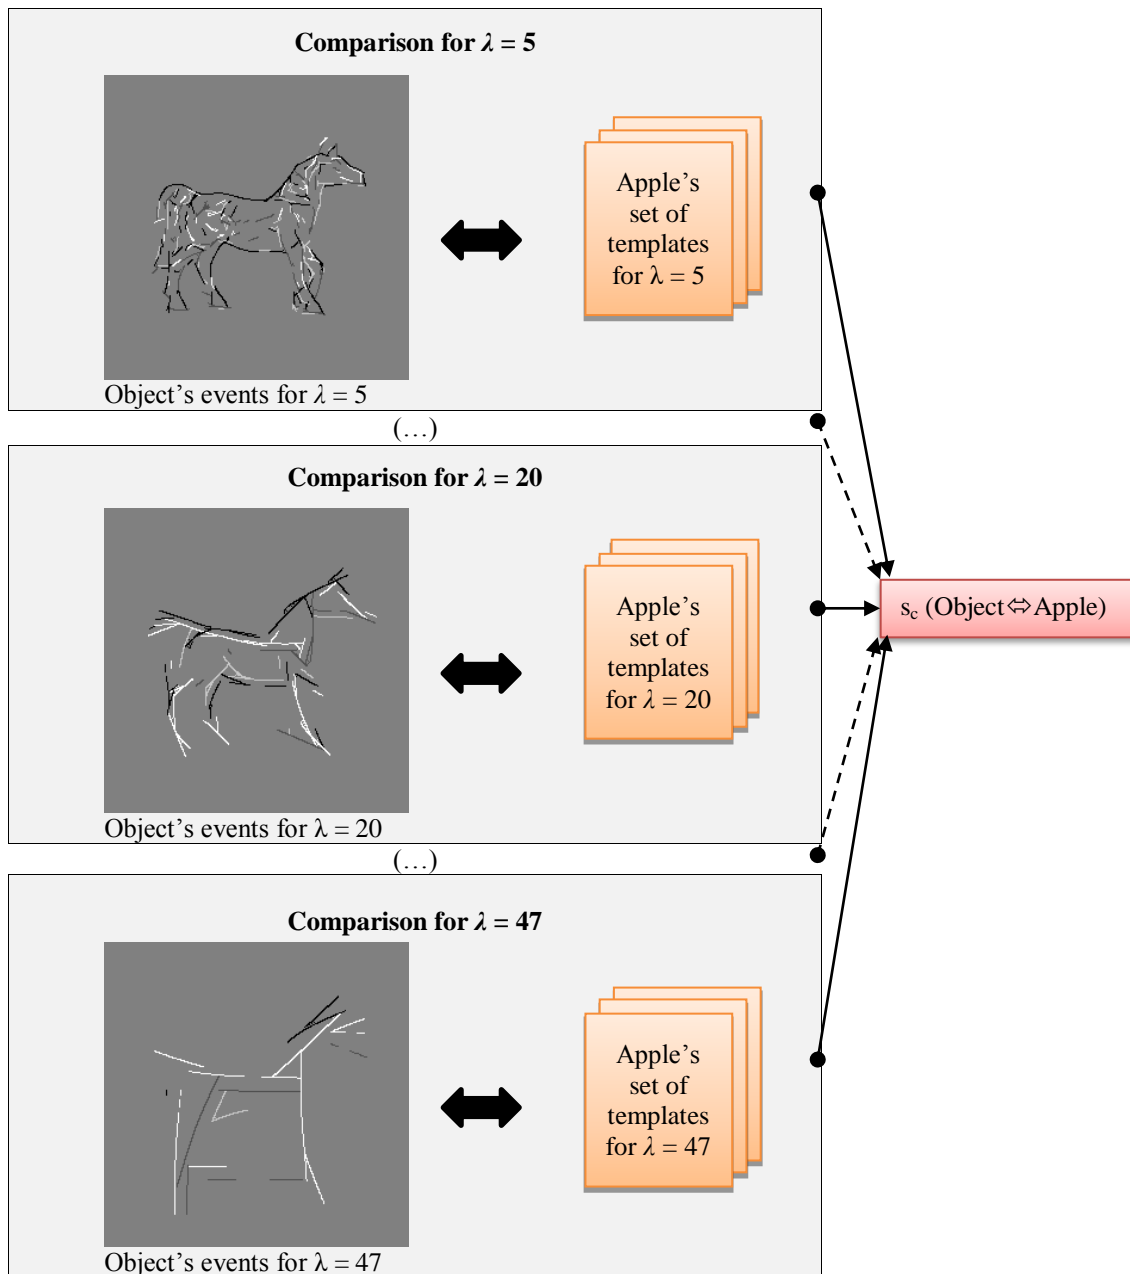 Comparison for λ = 5
Apple’s
set of
templates
for λ = 5
Object’s events for λ = 5
(…)
Comparison for λ = 20
Apple’s
set of
templates
for λ = 20
s_c (Object⇔Apple)
Object’s events for λ = 20
(…)
Comparison for λ = 47
Apple’s
set of
templates
for λ = 47
Object’s events for λ = 47